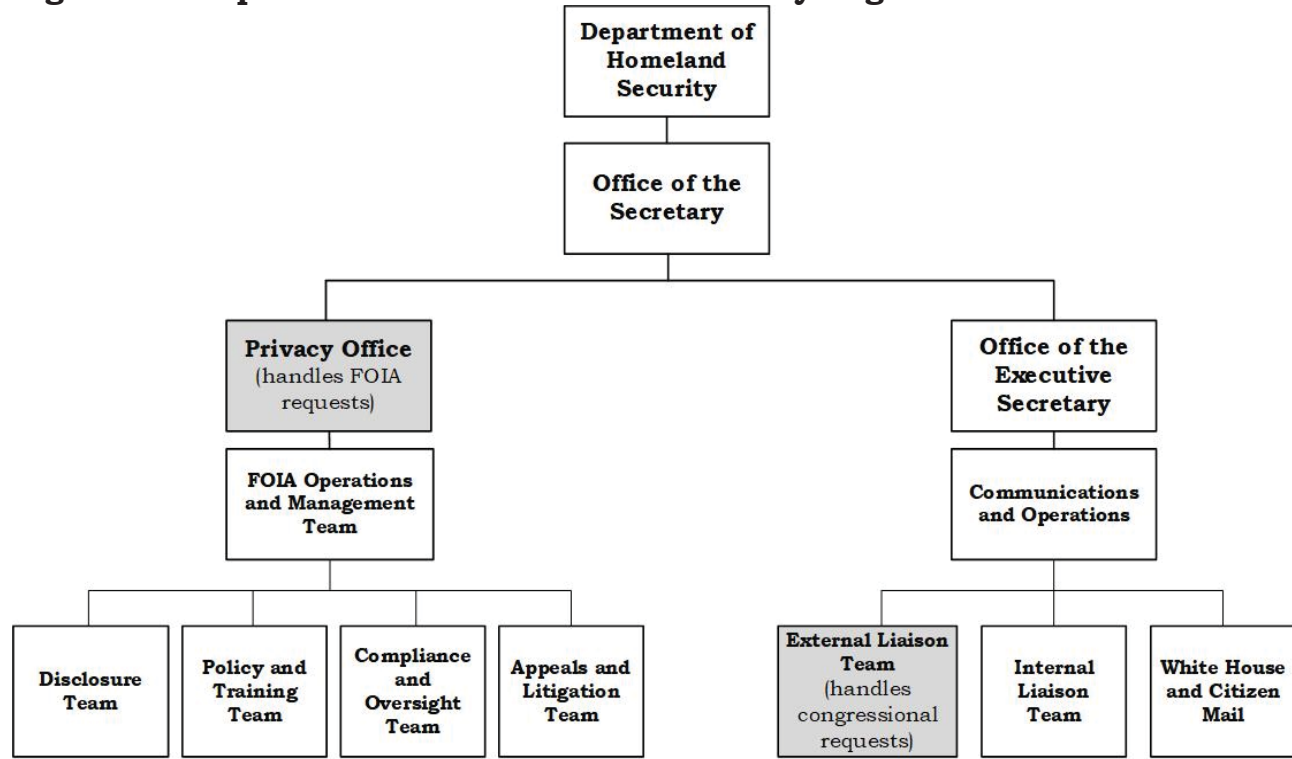 Department of
Homeland
Security
Office of the
Secretary
Privacy Office
(handles FOIA
requests)
Office of the
Executive
Secretary
FOIA Operations
and Management
Team
Communications
and Operations
Disclosure
Team
Policy and
Training
Team
Compliance
and
Oversight
Team
Appeals and
Litigation
Team
External Liaison
Team
(handles
congressional
requests)
Internal
Liaison
Team
White House
and Citizen
Mail